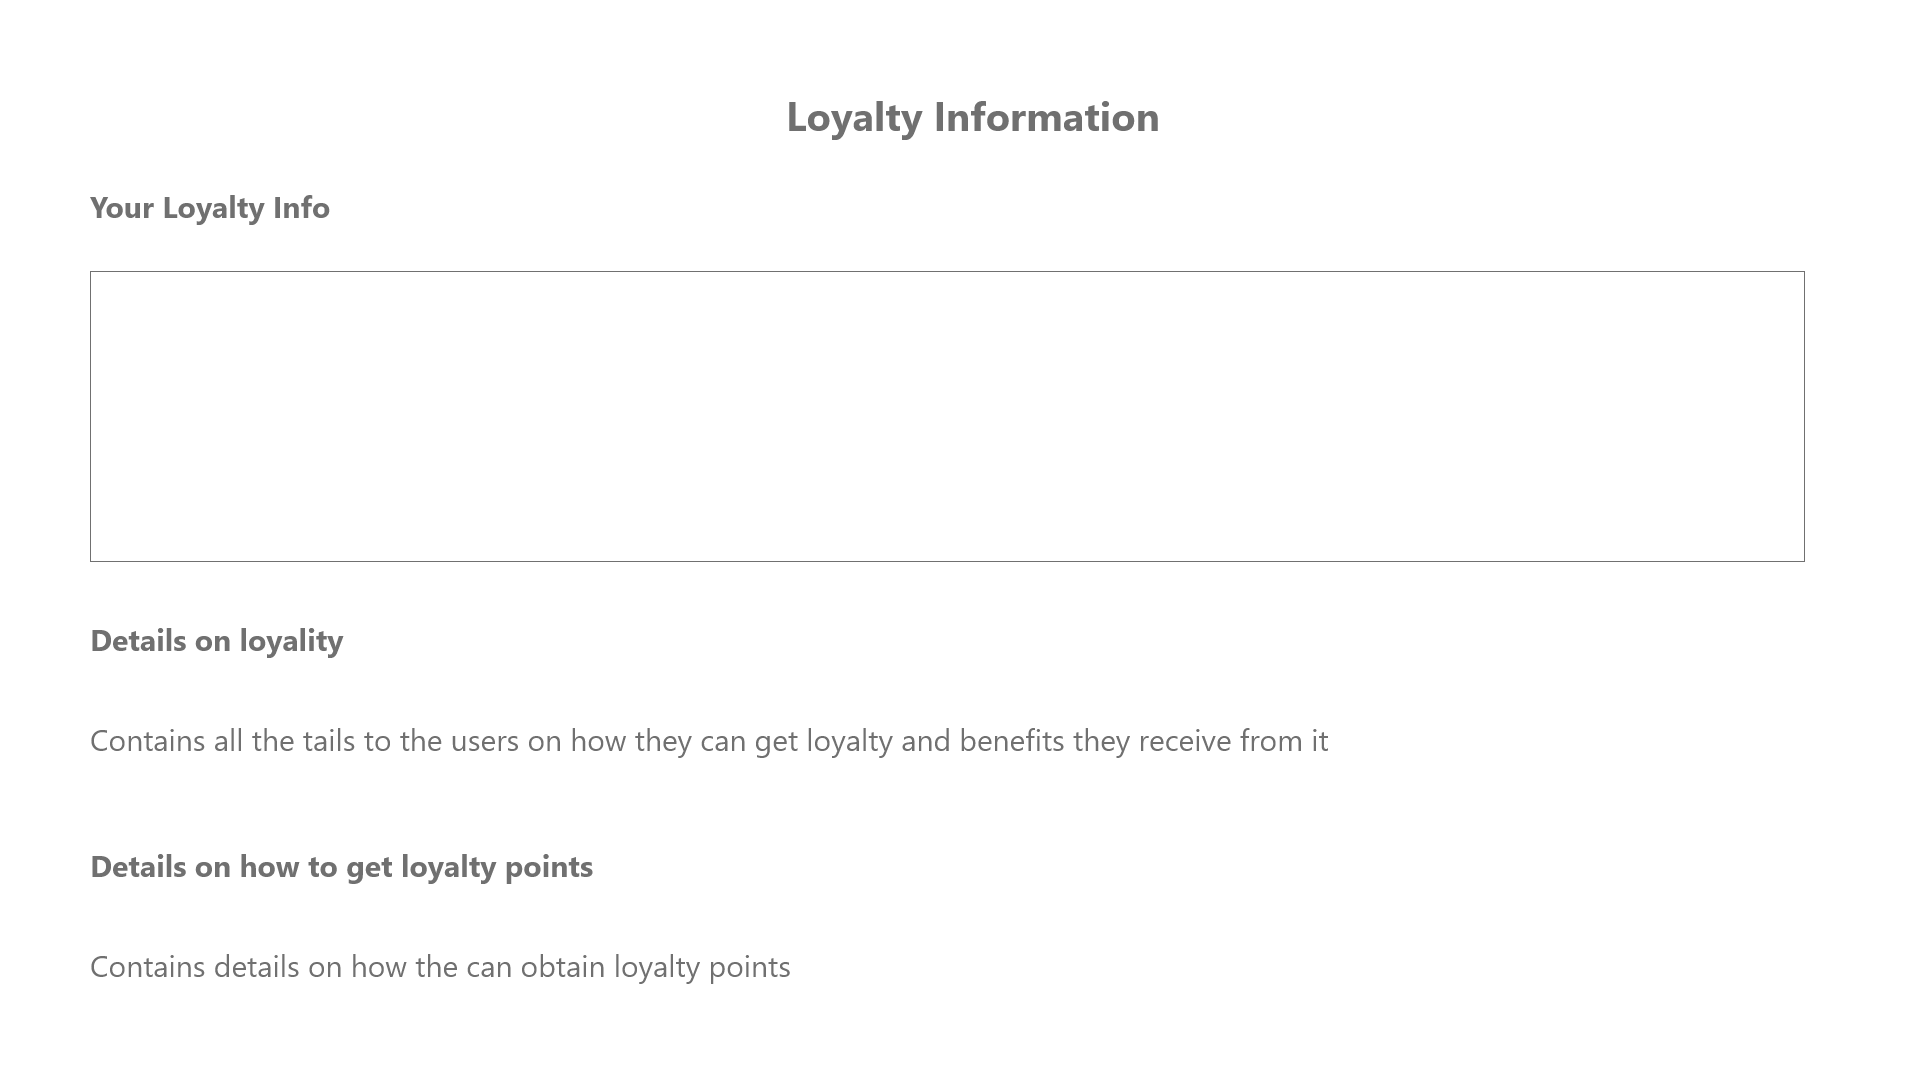 Loyalty Information
Your Loyalty Info
Details on loyality
Contains all the tails to the users on how they can get loyalty and benefits they receive from it
Details on how to get loyalty points
Contains details on how the can obtain loyalty points